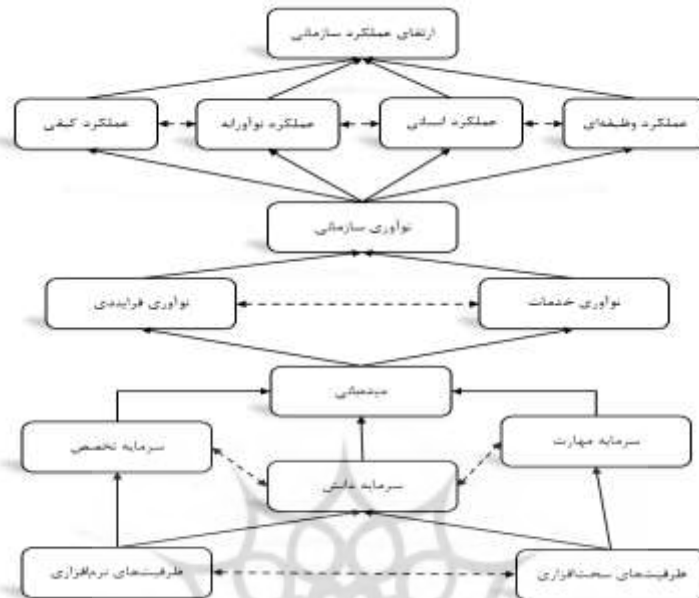 ارتقای عملکرد سازمانی
عملکرد وظیفه‌ای
عملکرد انسانی
عملکرد نوآورانه
عملکرد کیفی
نوآوری سازمانی
نوآوری خدمات
نوآوری فرایندی
میدمیانی
سرمایه مهارت
سرمایه تخصص
سرمایه دانش
ظرفیت‌های سخت‌افزاری
ظرفیت‌های نرم‌افزاری